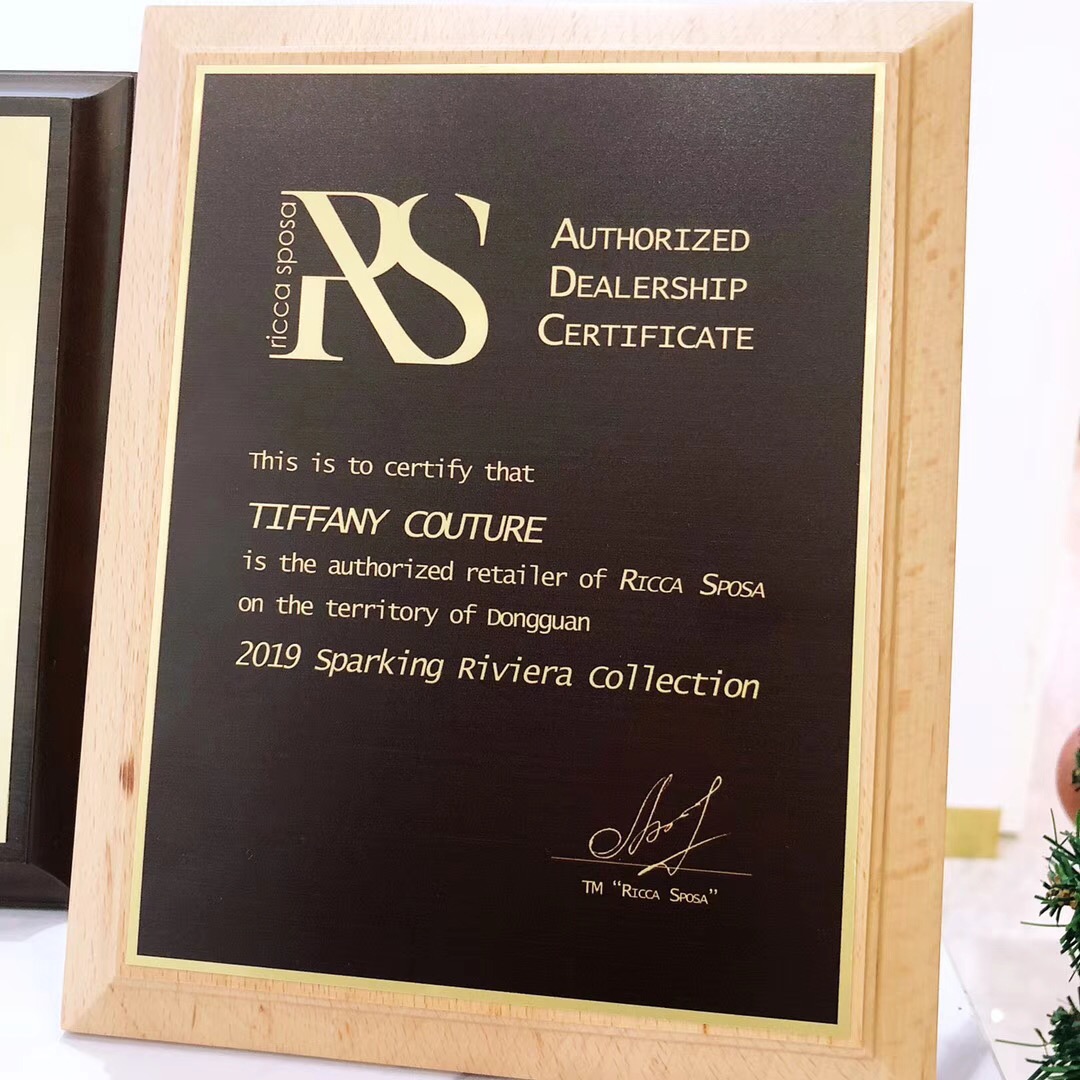 ricca sposa
RS
AUTHORIZED
DEALERSHIP
CERTIFICATE
This is to certify that
TIFFANY COUTURE
is the authorized retailer of RICCA SPOSA
on the territory of Dongguan
2019 Sparking Riviera Collection
TM "RICCA SPOSA"